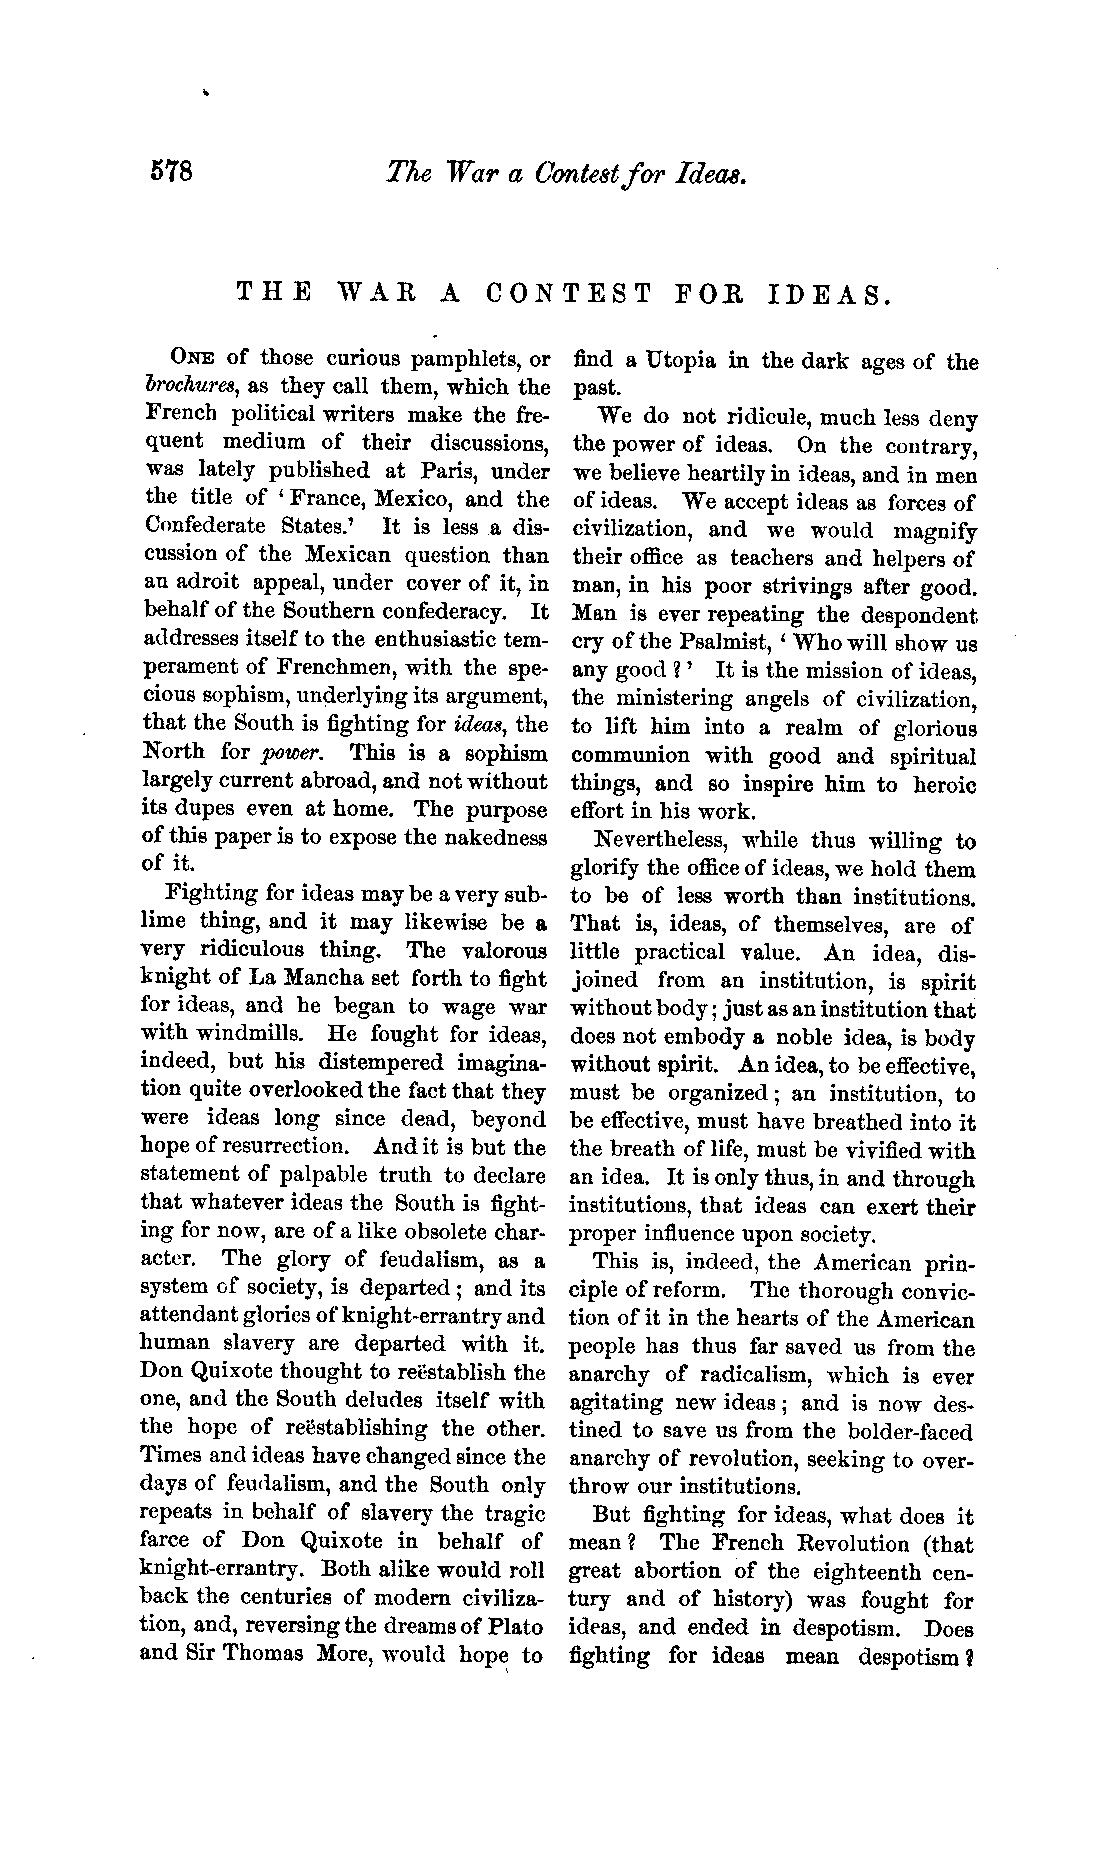 578 The War a Contest for Ideas.
THE WAR A CONTEST FOR IDEAS.
ONE of those curious pamphlets, or
brochures, as they call them, which the
French political writers make the fre-
quent medium of their discussions,
was lately published at Paris, under
the title of ‘France, Mexico, and the
Confederate States.’ It is less a dis-
cussion of the Mexican question than
an adroit appeal, under cover of it, in
behalf of the Southern confederacy. It
addresses itself to the enthusiastic tem-
perament of Frenchmen, with the spe-
cious sophism, underlying its argument,
that the South is fighting for ideas, the
North for power. This is a sophism
largely current abroad, and not without
its dupes even at home. The purpose
of this paper is to expose the nakedness
of it.
Fighting for ideas may be a very sub-
lime thing, and it may likewise be a
very ridiculous thing. The valorous
knight of La Mancha set forth to fight
for ideas, and he began to wage war
with windmills. He fought for ideas,
indeed, but his distempered imagina-
tion quite overlooked the fact that they
were ideas long since dead, beyond
hope of resurrection. And it is but the
statement of palpable truth to declare
that whatever ideas the South is fight-
ing for now, are of a like obsolete char-
acter. The glory of feudalism, as a
system of society, is departed; and its
attendant glories of knight-errantry and
human slavery are departed with it.
Don Quixote thought to reëstablish the
one, and the South deludes itself with
the hope of reëstablishing the other.
Times and ideas have changed since the
days of feudalism, and the South only
repeats in behalf of slavery the tragic
farce of Don Quixote in behalf of
knight-errantry. Both alike would roll
back the centuries of modern civiliza-
tion, and, reversing the dreams of Plato
and Sir Thomas More, would hope to
find a Utopia in the dark ages of the
past.
We do not ridicule, much less deny
the power of ideas. On the contrary,
we believe heartily in ideas, and in men
of ideas. We accept ideas as forces of
civilization, and we would magnify
their office as teachers and helpers of
man, in his poor strivings after good.
Man is ever repeating the despondent
cry of the Psalmist, ‘Who will show us
any good?’ It is the mission of ideas,
the ministering angels of civilization,
to lift him into a realm of glorious
communion with good and spiritual
things, and so inspire him to heroic
effort in his work.
Nevertheless, while thus willing to
glorify the office of ideas, we hold them
to be of less worth than institutions.
That is, ideas, of themselves, are of
little practical value. An idea, dis-
joined from an institution, is spirit
without body; just as an institution that
does not embody a noble idea, is body
without spirit. An idea, to be effective,
must be organized; an institution, to
be effective, must have breathed into it
the breath of life, must be vivified with
an idea. It is only thus, in and through
institutions, that ideas can exert their
proper influence upon society.
This is, indeed, the American prin-
ciple of reform. The thorough convic-
tion of it in the hearts of the American
people has thus far saved us from the
anarchy of radicalism, which is ever
agitating new ideas; and is now des-
tined to save us from the bolder-faced
anarchy of revolution, seeking to over-
throw our institutions.
But fighting for ideas, what does it
mean? The French Revolution (that
great abortion of the eighteenth cen-
tury and of history) was fought for
ideas, and ended in despotism. Does
fighting for ideas mean despotism?